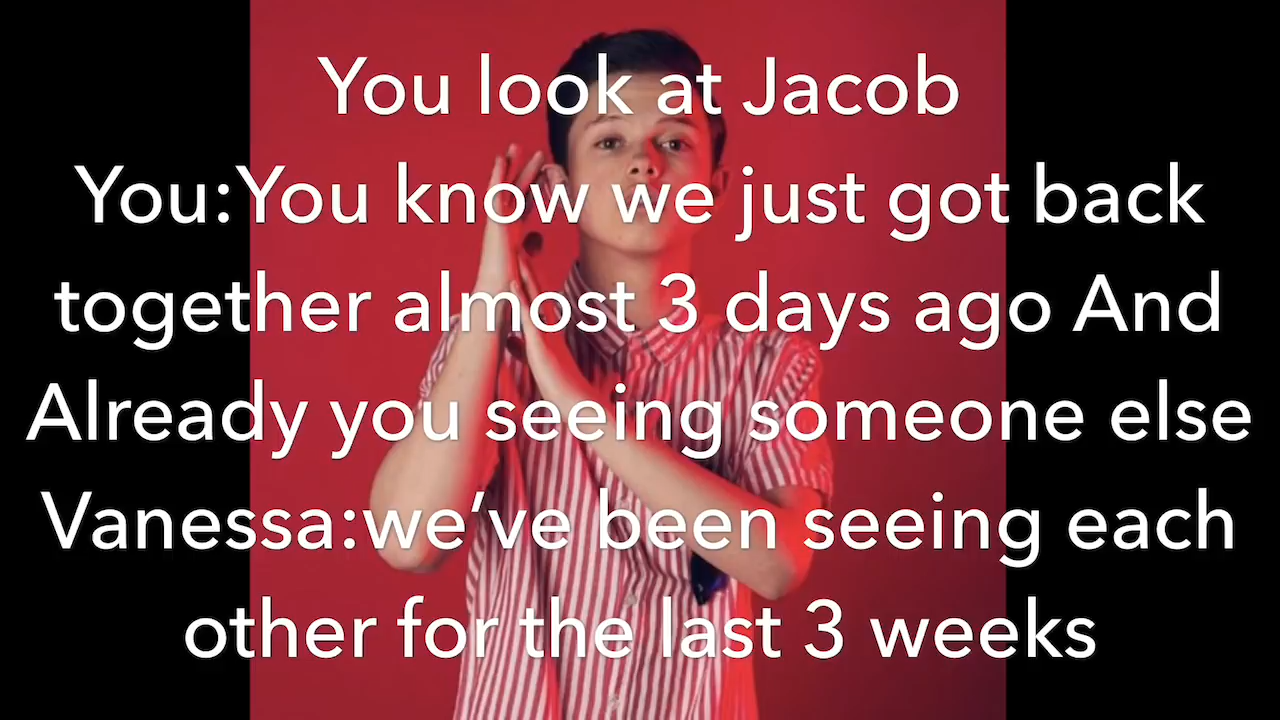 You look at Jacob
You:You know we just got back
together almost 3 days ago And
Already you seeing someone else
Vanessa:we’ve been seeing each
other for the last 3 weeks